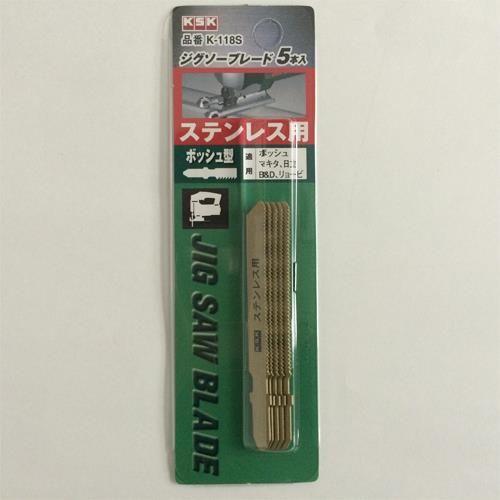 KSK
品番 K-118S
ジグソーブレード 5本入
ステンレス用
ボッシュ型
適用
ボッシュ
マキタ、日立
B&D、リョービ
JIG SAW BLADE
KSK ステンレス用